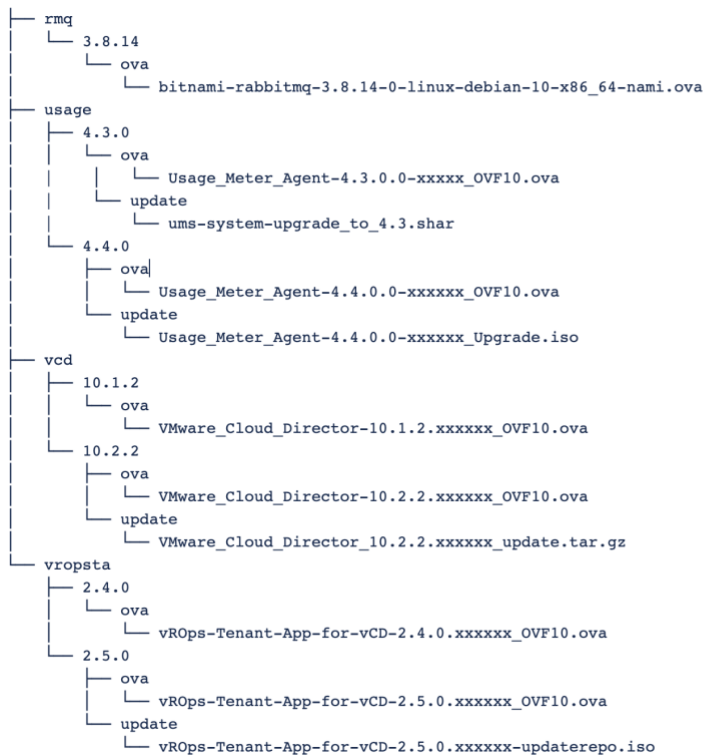 ├── rmq
│   └── 3.8.14
│       └── ova
│           └── bitnami-rabbitmq-3.8.14-0-linux-debian-10-x86_64-nami.ova
├── usage
│   ├── 4.3.0
│   │   └── ova
│   │   |   └── Usage_Meter_Agent-4.3.0.0-xxxxx_OVF10.ova
│   |   └── update
│   |       └── ums-system-upgrade_to_4.3.shar
│   └── 4.4.0
│       ├── ova
│       │   └── Usage_Meter_Agent-4.4.0.0-xxxxxx_OVF10.ova
│       └── update
│           └── Usage_Meter_Agent-4.4.0.0-xxxxxx_Upgrade.iso
├── vcd
│   ├── 10.1.2
│   │   └── ova
│   │       └── VMware_Cloud_Director-10.1.2.xxxxxx_OVF10.ova
│   └── 10.2.2
│       ├── ova
│       │   └── VMware_Cloud_Director-10.2.2.xxxxxx_OVF10.ova
│       └── update
│           └── VMware_Cloud_Director_10.2.2.xxxxxx_update.tar.gz
└── vropsta
    ├── 2.4.0
    │   └── ova
    │       └── vROps-Tenant-App-for-vCD-2.4.0.xxxxxx_OVF10.ova
    └── 2.5.0
        ├── ova
        │   └── vROps-Tenant-App-for-vCD-2.5.0.xxxxxx_OVF10.ova
        └── update
            └── vROps-Tenant-App-for-vCD-2.5.0.xxxxxx-updaterepo.iso